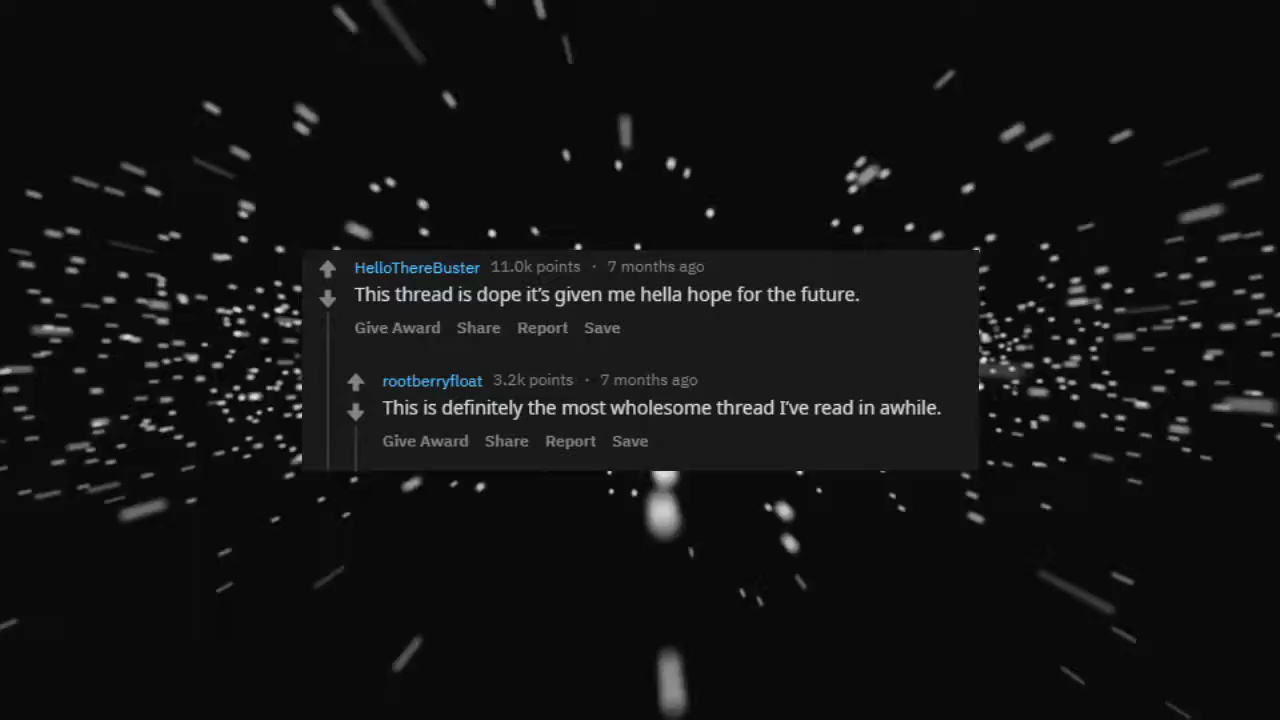 HelloThereBuster 11.0k points · 7 months ago
This thread is dope it’s given me hella hope for the future.
Give Award Share Report Save
rootberryfloat 3.2k points · 7 months ago
This is definitely the most wholesome thread I’ve read in awhile.
Give Award Share Report Save